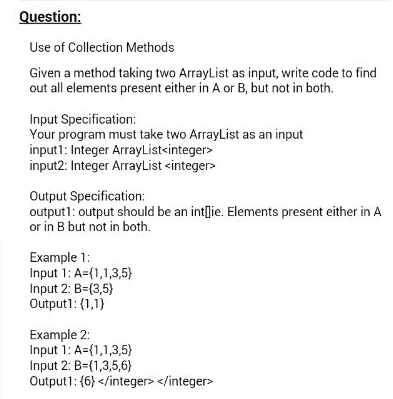 Question:
Use of Collection Methods
Given a method taking two ArrayList as input, write code to find
out all elements present either in A or B, but not in both.
Input Specification:
Your program must take two ArrayList as an input
input1: Integer ArrayList<integer>
input2: Integer ArrayList <integer>
Output Specification:
output1: output should be an int[]ie. Elements present either in A
or in B but not in both.
Example 1:
Input 1: A={1,1,3,5}
Input 2: B={3,5}
Output1: {1,1}
Example 2:
Input 1: A={1,1,3,5}
Input 2: B={1,3,5,6}
Output1: {6} </integer> </integer>